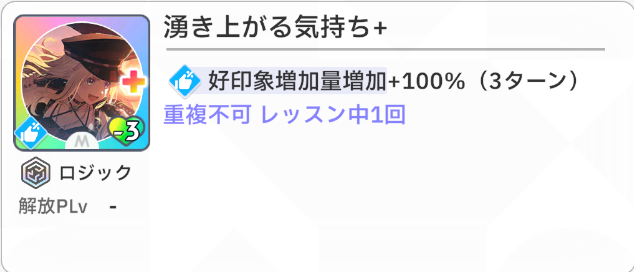 湧き上がる気持ち+
好印象増加量増加+100%（3ターン）
重複不可 レッスン中1回
-3
W
ロジック
解放PLv -